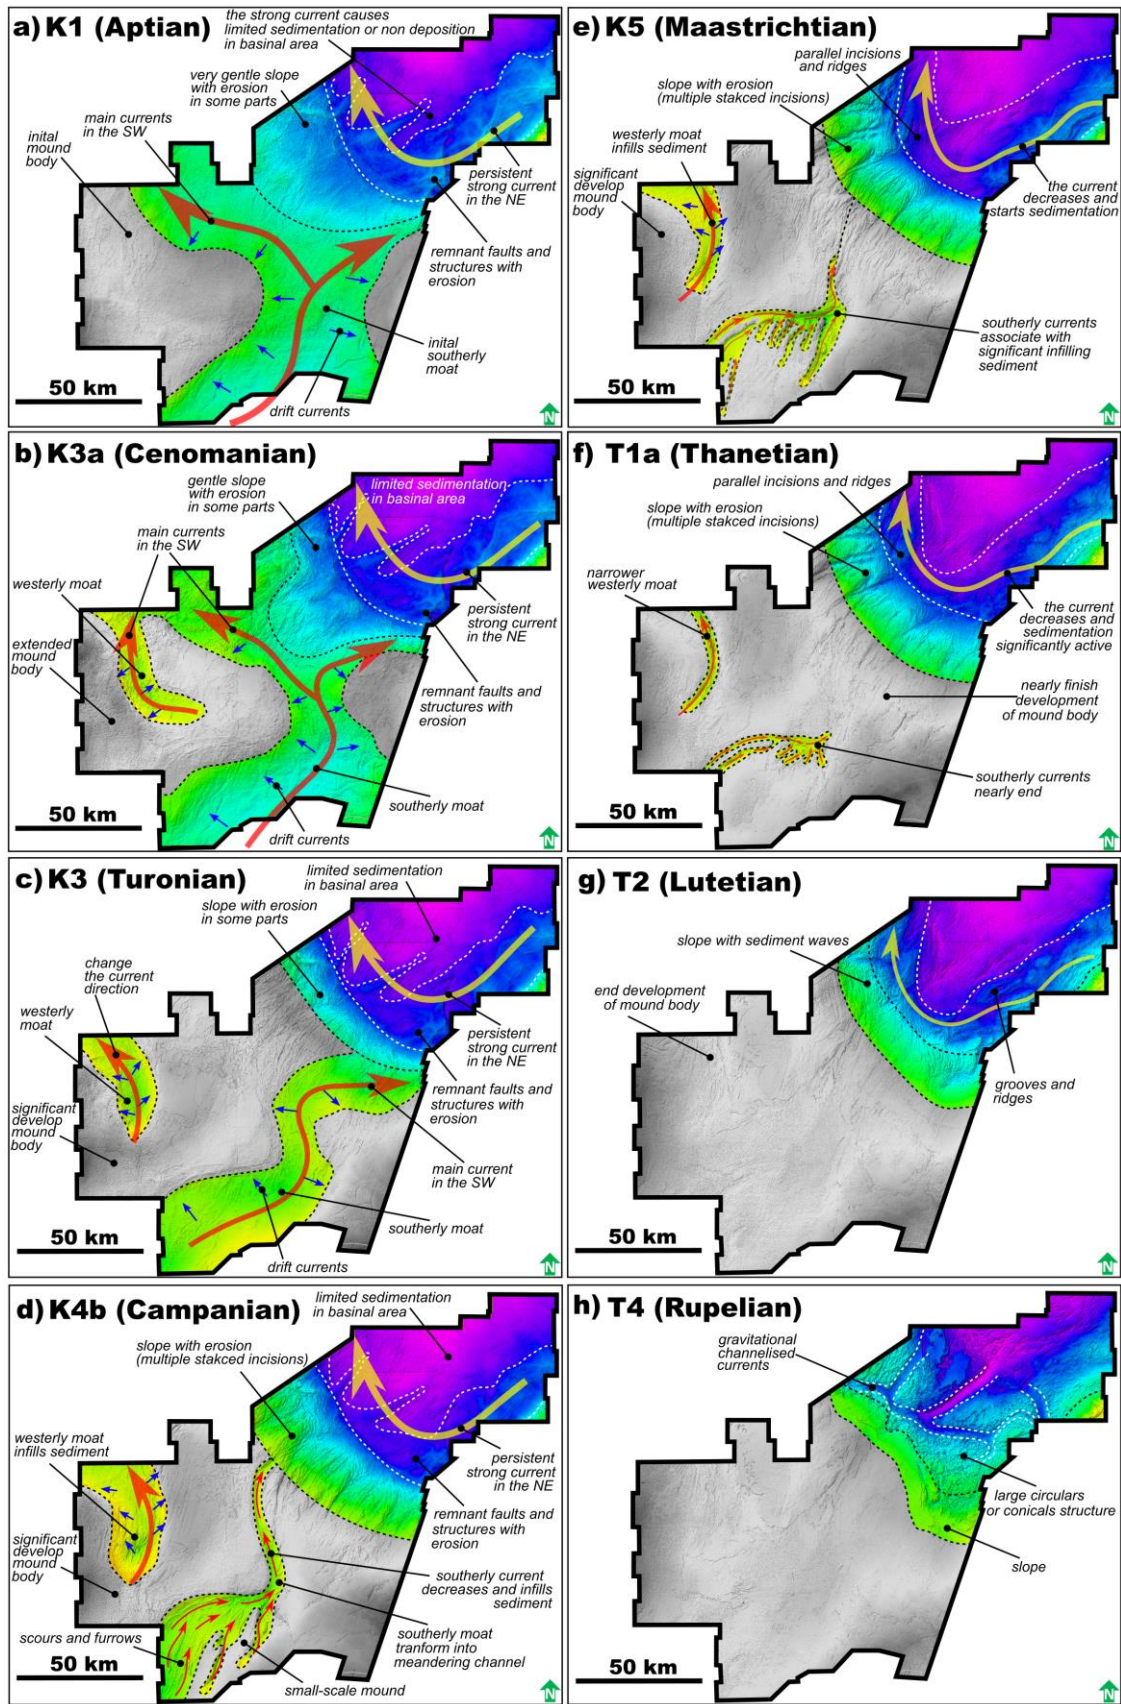 a) K1 (Aptian)
the strong current causes
limited sedimentation or non deposition
in basinal area
very gentle slope
with erosion
in some parts
main currents
in the SW
inital
mound
body
persistent
strong current
in the NE
remnant faults and
structures with
erosion
inital
southerly
moat
drift currents
50 km
N
b) K3a (Cenomanian)
gentle slope
with erosion
in some parts
limited sedimentation
in basinal area
main currents
in the SW
westerly
moat
extended
mound
body
persistent
strong current
in the NE
remnant faults and
structures with
erosion
southerly moat
drift currents
50 km
N
c) K3 (Turonian)
limited sedimentation
in basinal area
slope with erosion
in some parts
change
the current
direction
westerly
moat
significant
develop
mound
body
persistent
strong current
in the NE
remnant faults and
structures with
erosion
main current
in the SW
southerly moat
drift currents
50 km
N
d) K4b (Campanian)
limited sedimentation
in basinal area
slope with erosion
(multiple stakced incisions)
westerly moat
infills sediment
significant
develop
mound
body
persistent
strong current
in the NE
remnant faults and
structures with
erosion
southerly current
decreases and infills
sediment
southerly moat
tranform into
meandering channel
scours and furrows
small-scale mound
50 km
N
e) K5 (Maastrichtian)
parallel incisions
and ridges
slope with erosion
(multiple stakced incisions)
westerly moat
infills sediment
significant
develop
mound
body
the current
decreases and
starts sedimentation
southerly currents
associate with
significant infilling
sediment
50 km
N
f) T1a (Thanetian)
parallel incisions and ridges
slope with erosion
(multiple stakced incisions)
narrower
westerly moat
the current
decreases and
sedimentation
significantly active
nearly finish
development
of mound body
southerly currents
nearly end
50 km
N
g) T2 (Lutetian)
slope with sediment waves
end development
of mound body
grooves and
ridges
50 km
N
h) T4 (Rupelian)
gravitational
channelised
currents
large circulars
or conicals structure
slope
50 km
N